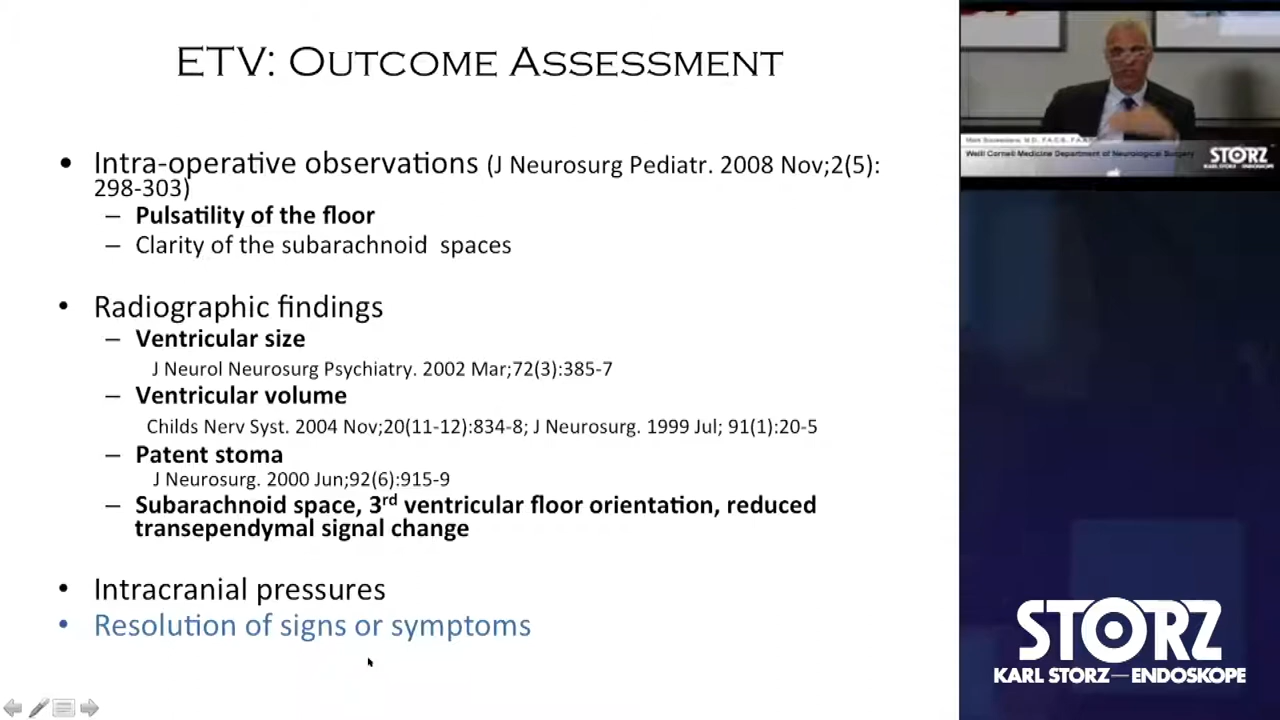 ETV: Outcome Assessment
• Intra-operative observations (J Neurosurg Pediatr. 2008 Nov;2(5):
298-303)
– Pulsatility of the floor
– Clarity of the subarachnoid spaces
• Radiographic findings
– Ventricular size
J Neurol Neurosurg Psychiatry. 2002 Mar;72(3):385-7
– Ventricular volume
Childs Nerv Syst. 2004 Nov;20(11-12):834-8; J Neurosurg. 1999 Jul; 91(1):20-5
– Patent stoma
J Neurosurg. 2000 Jun;92(6):915-9
– Subarachnoid space, 3rd ventricular floor orientation, reduced
transependymal signal change
• Intracranial pressures
• Resolution of signs or symptoms
Mark M.D., F.A.C.S.,
Weill Cornell Medicine Department of Neurological Surgery
STORZ
KARL STORZ—ENDOSKOPE
STORZ
KARL STORZ—ENDOSKOPE